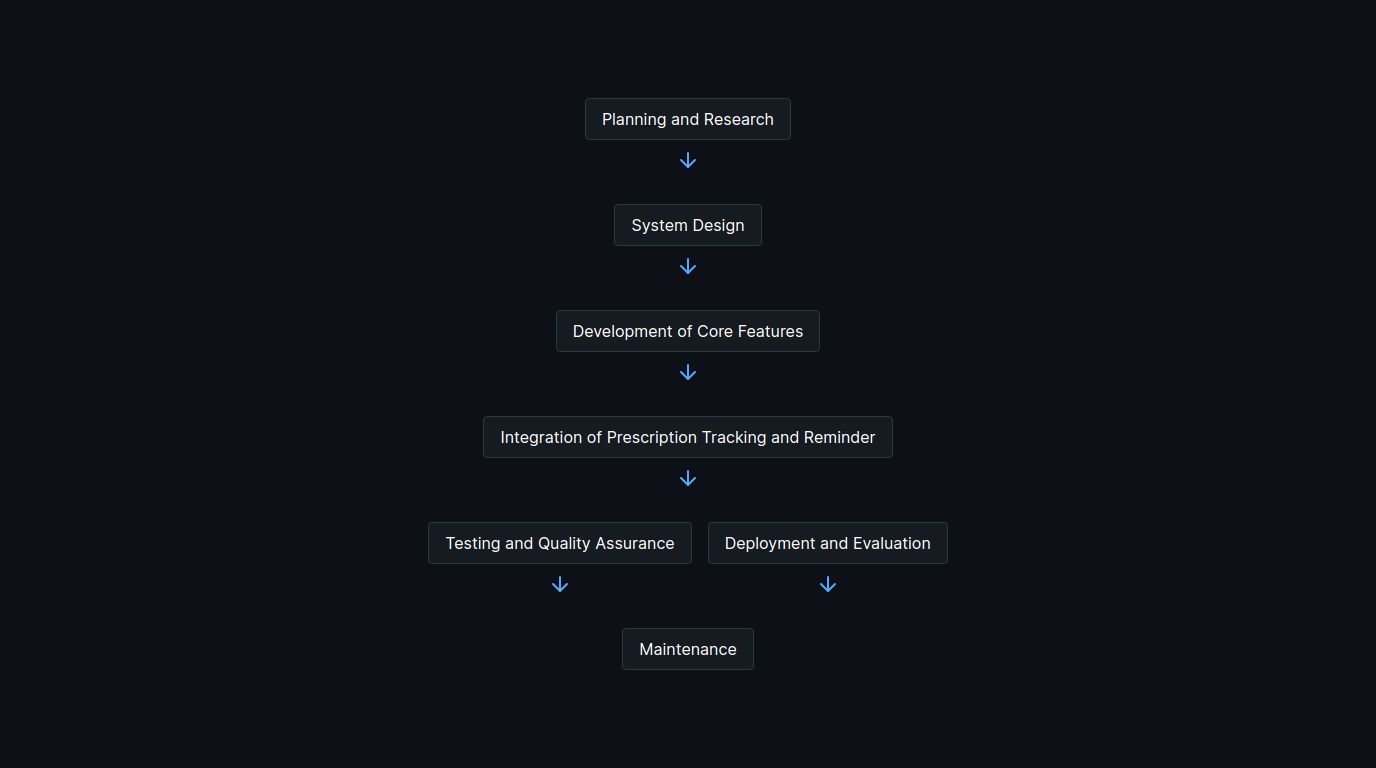 Planning and Research
System Design
Development of Core Features
Integration of Prescription Tracking and Reminder
Testing and Quality Assurance
Deployment and Evaluation
Maintenance